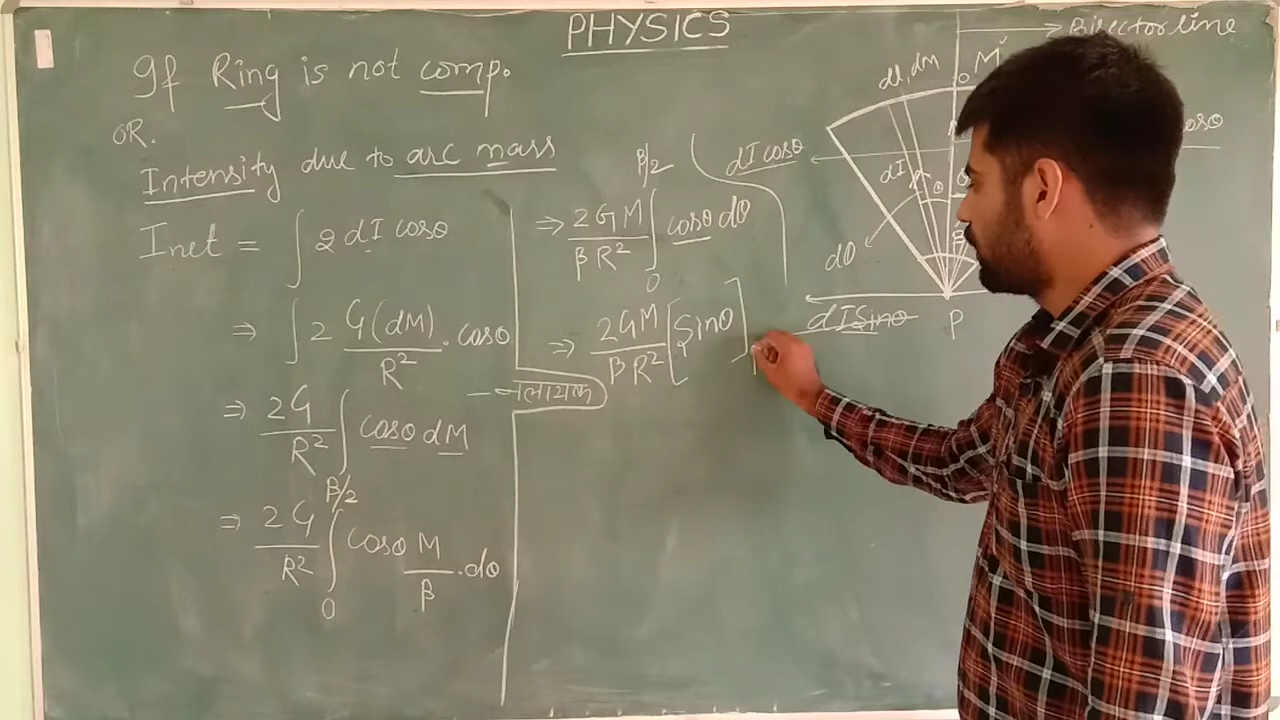 PHYSICS
If Ring is not comp.
OR.
Intensity due to arc mass
Inet = ∫ 2 dI cosθ
⇒ ∫ 2 G(dM)/R² . cosθ
⇒ 2G/R² ∫ cosθ dM
⇒ 2G/R² ∫₀^β/2 cosθ M/β . dθ
⇒ 2GM/βR² ∫₀^β/2 cosθ dθ
⇒ 2GM/βR² [Sinθ]
Bisector line
dl, dm
M
dI cosθ
cosθ
dI
θ
θ
dθ
β
dI Sinθ
P